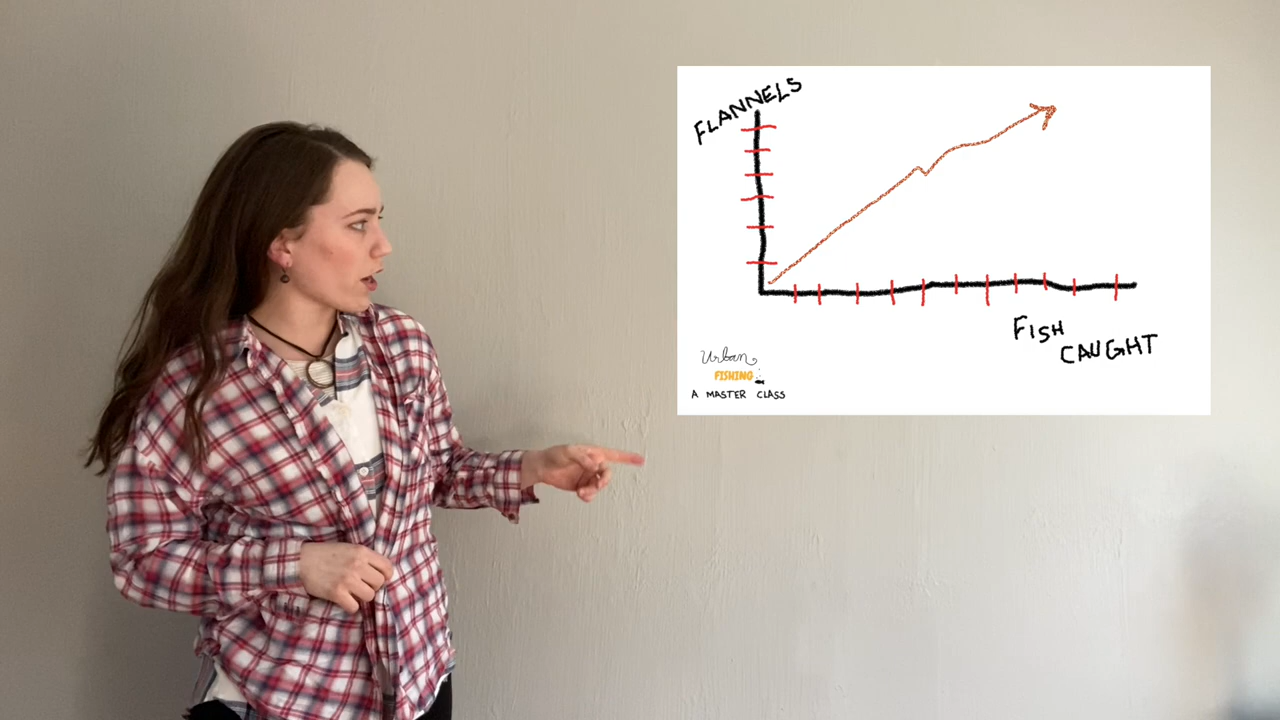 FLANNELS
FISH
CAUGHT
Urban
FISHING
A MASTER CLASS